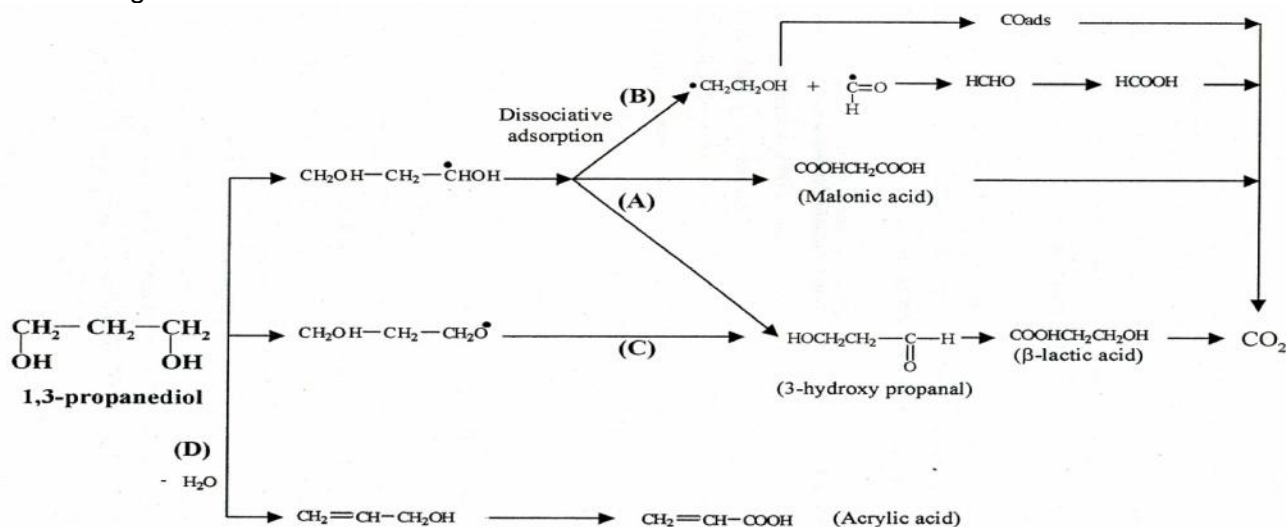 COads
(B)
•CH₂CH₂OH + Ċ=O HCHO HCOOH
H
Dissociative
adsorption
CH₂OH—CH₂—ĊHOH
COOHCH₂COOH
(A)
(Malonic acid)
CH₂—CH₂—CH₂
OH OH
1,3-propanediol
CH₂OH—CH₂—CH₂O•
(C)
HOCH₂CH₂—C—H
O
(3-hydroxy propanal)
COOHCH₂CH₂OH
(β-lactic acid)
CO₂
(D)
- H₂O
CH₂=CH—CH₂OH
CH₂=CH—COOH
(Acrylic acid)